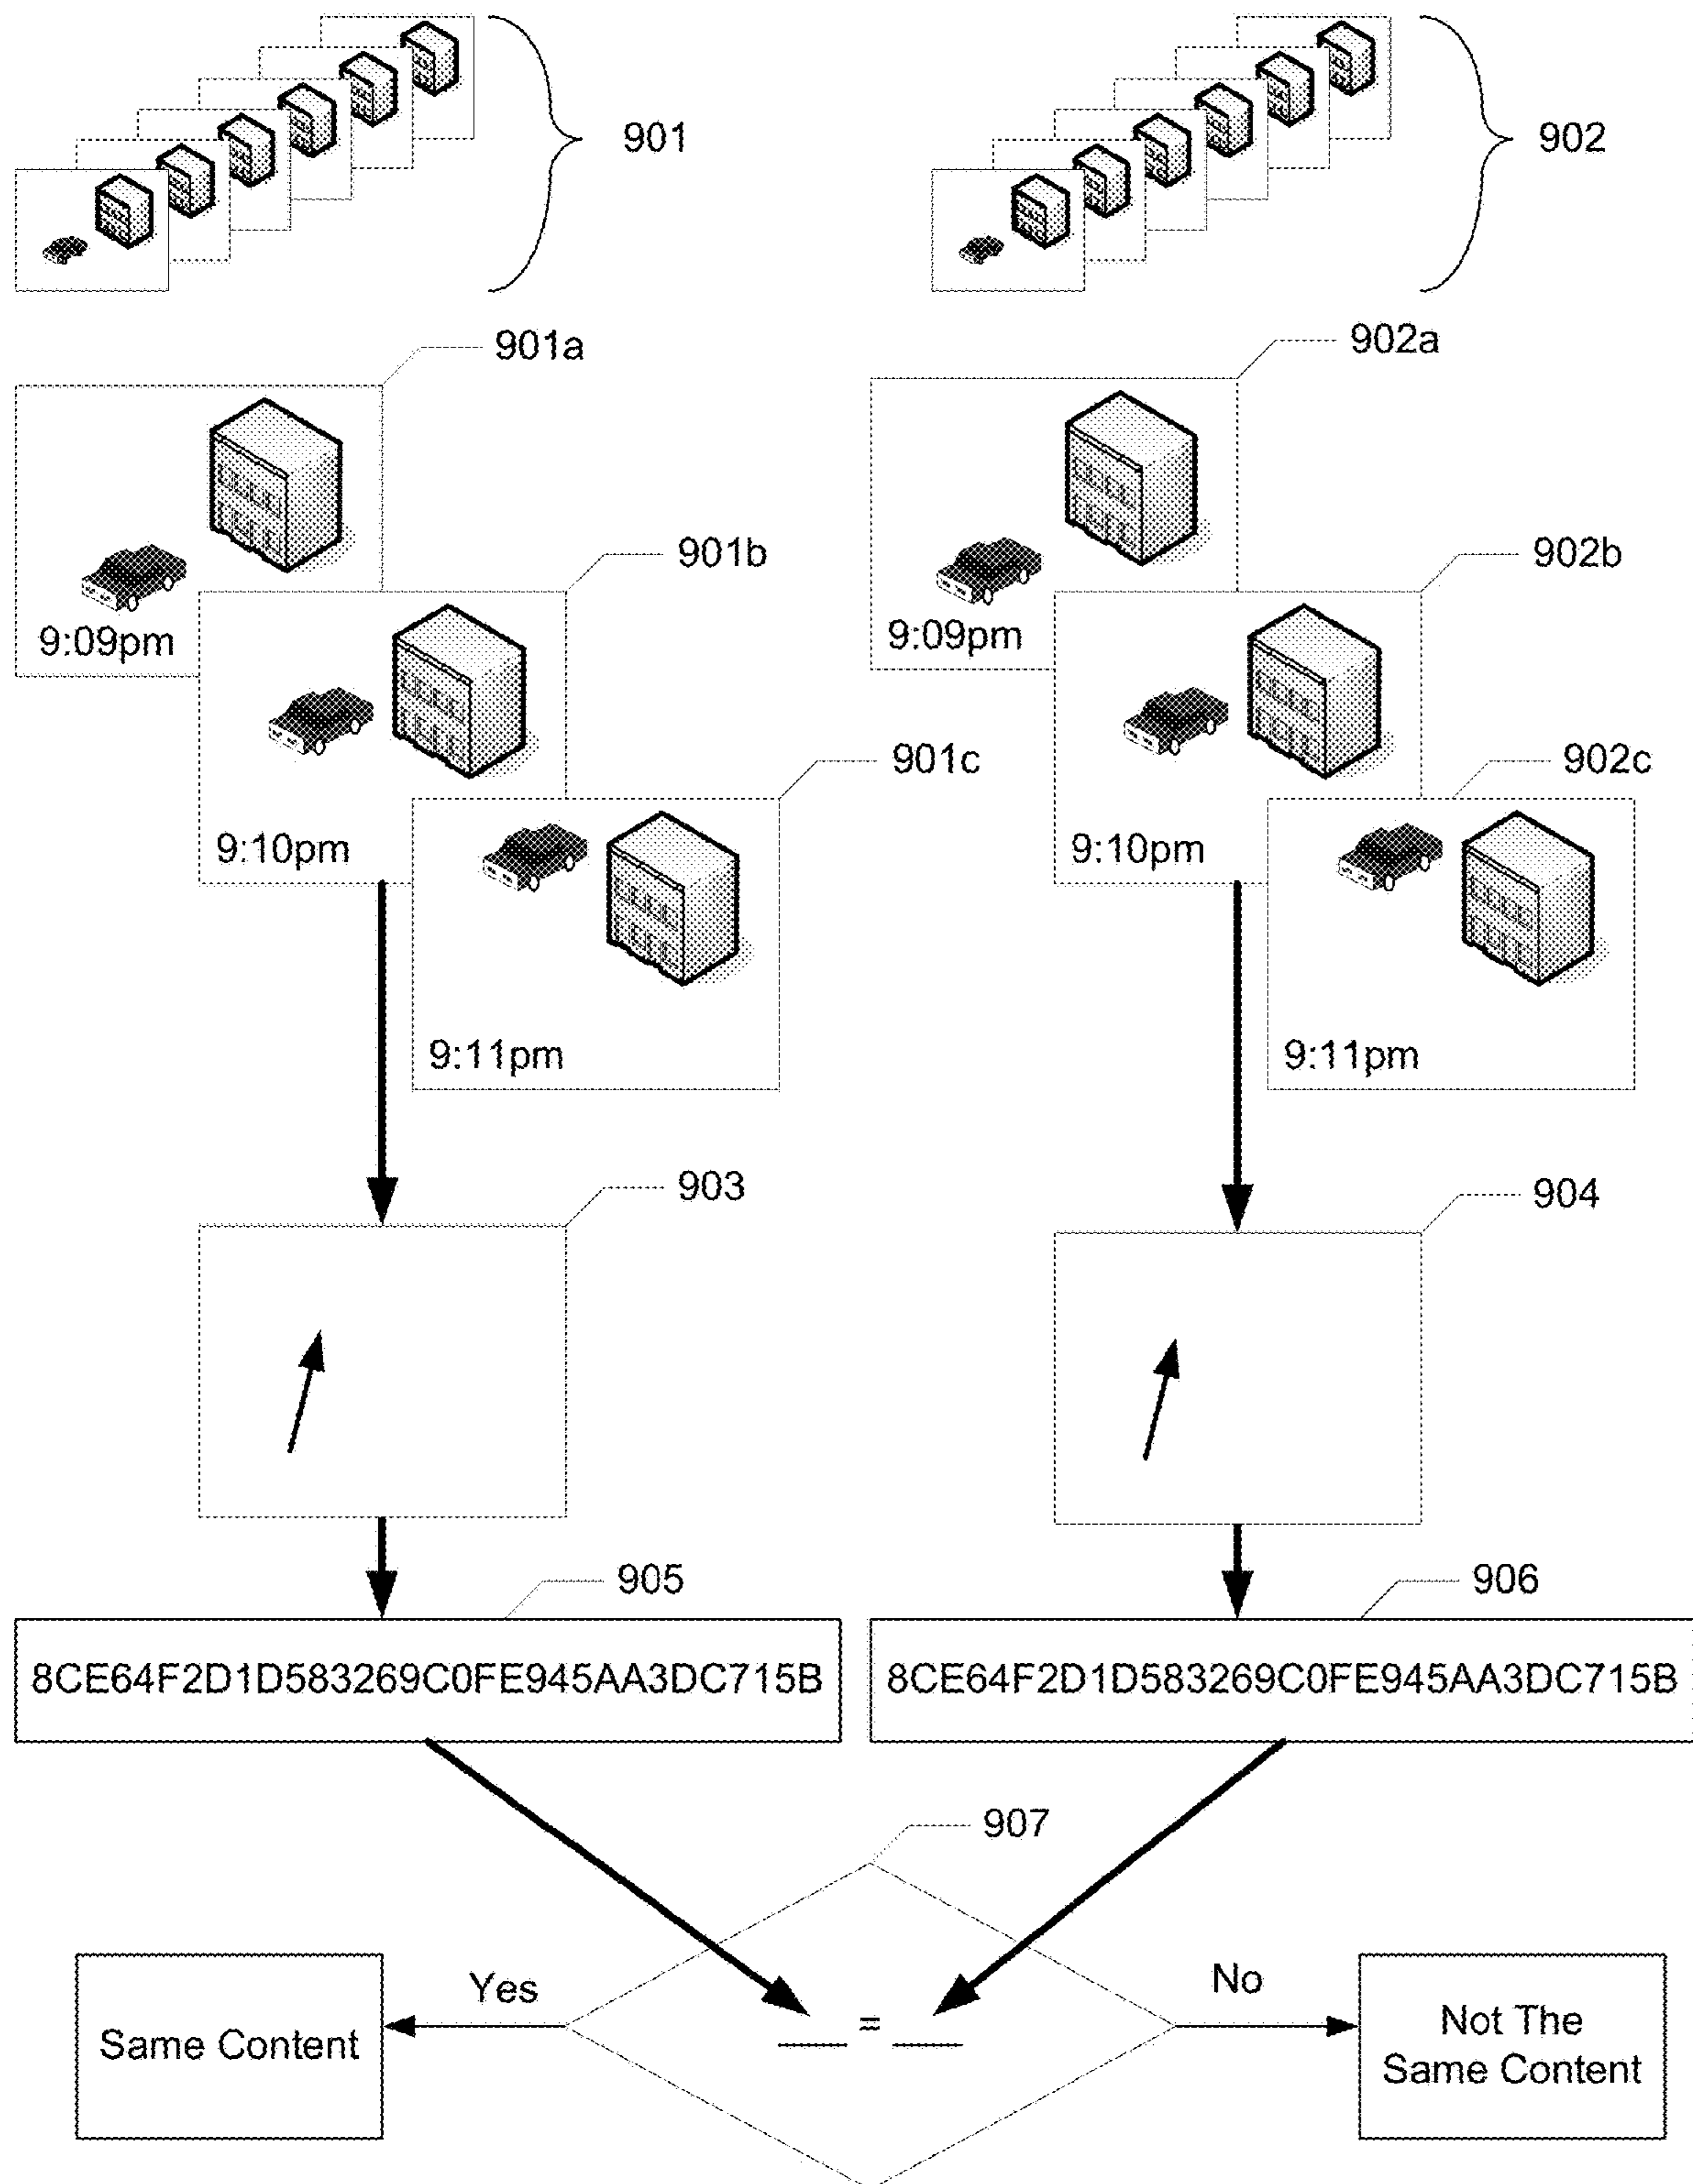 901
902
901a
902a
9:09pm
901b
9:09pm
902b
9:10pm
901c
9:10pm
902c
9:11pm
9:11pm
903
904
905
906
8CE64F2D1D583269C0FE945AA3DC715B
8CE64F2D1D583269C0FE945AA3DC715B
907
Yes
No
Same Content
=
Not The
Same Content